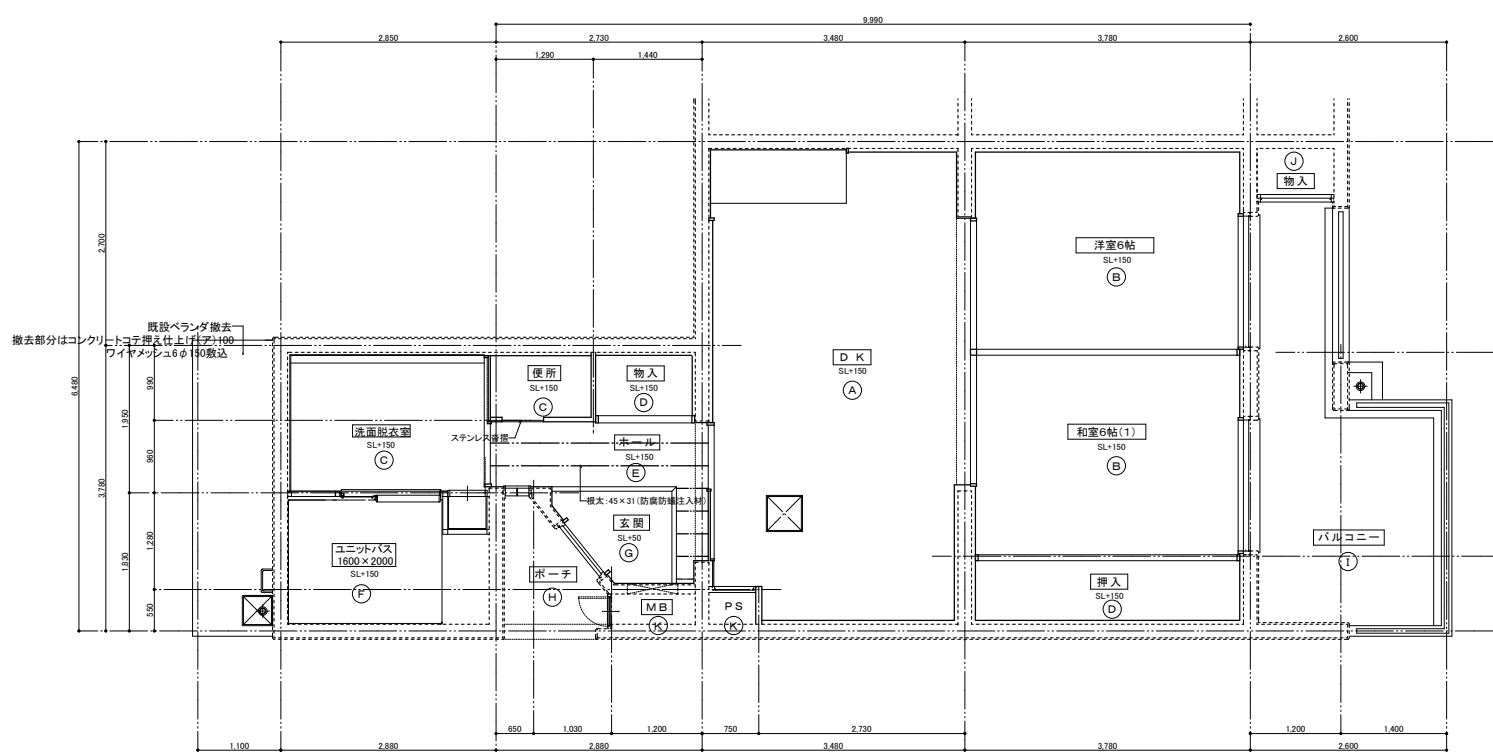 9,990
2,850
2,730
3,480
3,780
2,600
1,290
1,440
J
物入
2,700
洋室6帖
SL+150
B
既設ベランダ撤去
撤去部分はコンクリートコテ押え仕上げ(ア)100
ワイヤメッシュ6φ150敷込
6,480
990
1,950
960
3,780
1,280
1,830
550
便所
SL+150
C
物入
SL+150
D
DK
SL+150
A
洗面脱衣室
SL+150
C
ステンレス沓摺
ホール
SL+150
E
和室6帖(1)
SL+150
B
根太:45×31(防腐防蟻注入材)
玄関
SL+50
G
ユニットバス
1600×2000
SL+150
F
ポーチ
H
MB
K
PS
K
押入
SL+150
D
バルコニー
I
650
1,030
1,200
750
2,730
1,200
1,400
1,100
2,880
2,880
3,480
3,780
2,600